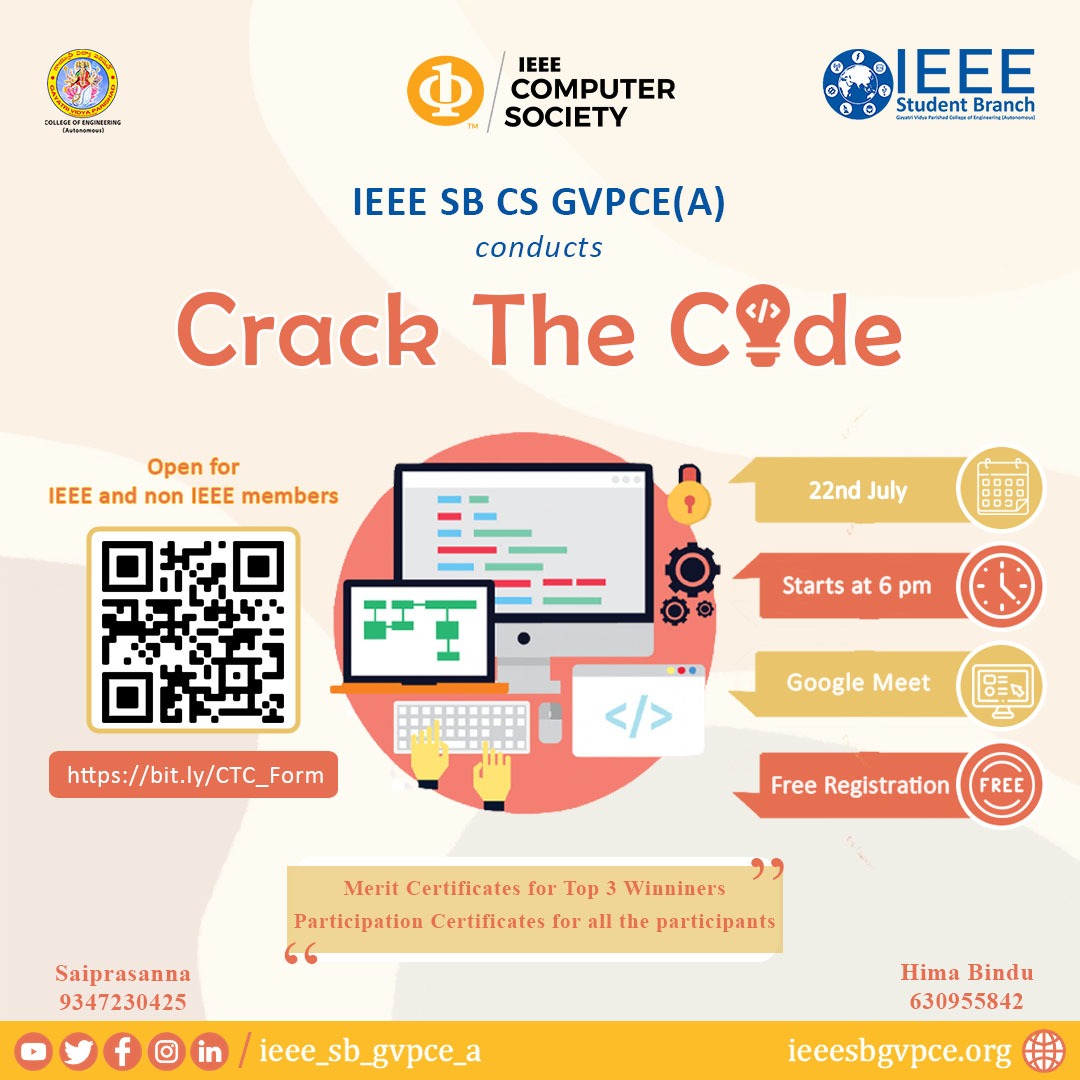 COLLEGE OF ENGINEERING
(Autonomous)
IEEE
COMPUTER
SOCIETY
TM
IEEE
Student Branch
Gayatri Vidya Parishad College of Engineering (Autonomous)
IEEE SB CS GVPCE(A)
conducts
Crack The Code
Open for
IEEE and non IEEE members
https://bit.ly/CTC_Form
</>
22nd July
Starts at 6 pm
Google Meet
Free Registration
FREE
Merit Certificates for Top 3 Winniners
Participation Certificates for all the participants
Saiprasanna
9347230425
Hima Bindu
630955842
/ ieee_sb_gvpce_a
ieeesbgvpce.org